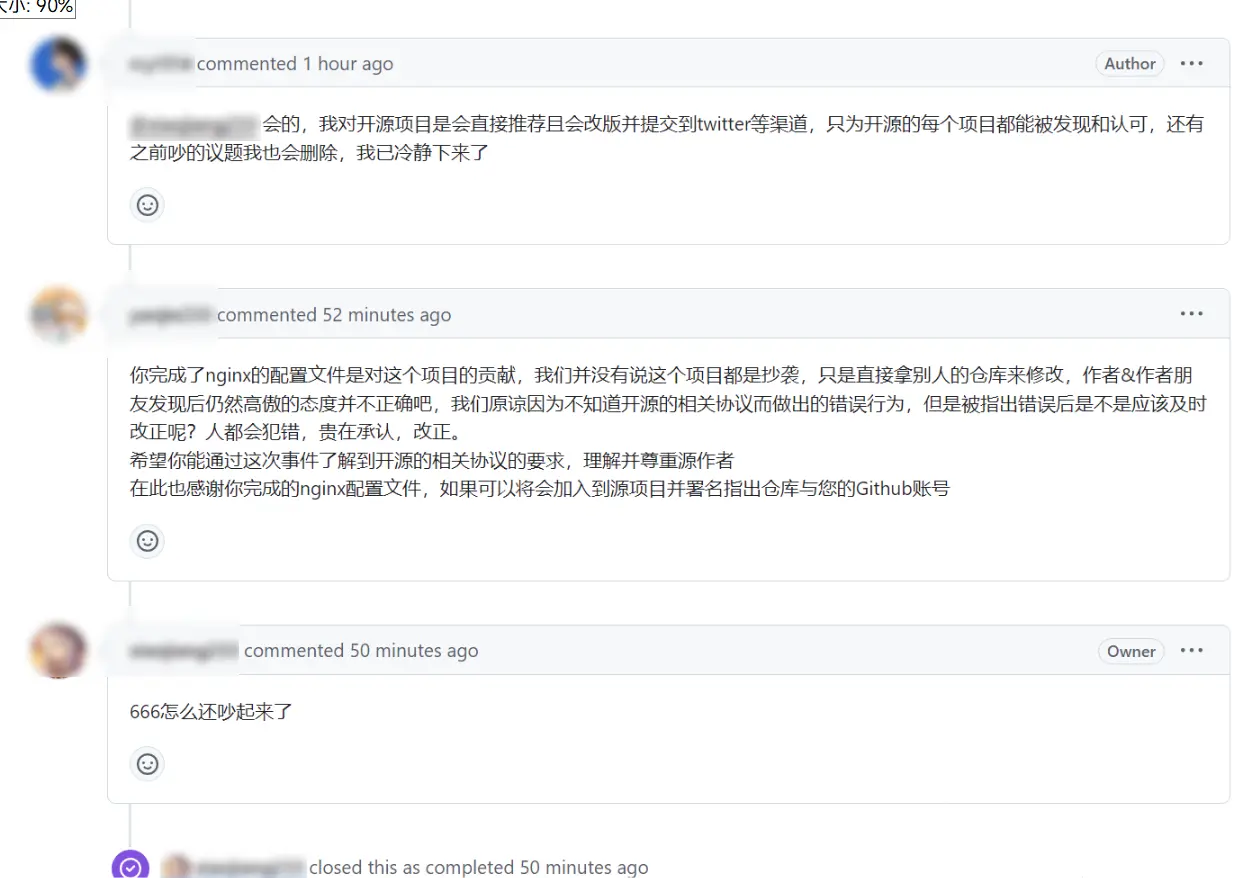 大小: 90%
commented 1 hour ago
Author
会的，我对开源项目是会直接推荐且会改版并提交到twitter等渠道，只为开源的每个项目都能被发现和认可，还有
之前吵的议题我也会删除，我已冷静下来了
commented 52 minutes ago
你完成了nginx的配置文件是对这个项目的贡献，我们并没有说这个项目都是抄袭，只是直接拿别人的仓库来修改，作者&作者朋
友发现后仍然高傲的态度并不正确吧，我们原谅因为不知道开源的相关协议而做出的错误行为，但是被指出错误后是不是应该及时
改正呢？人都会犯错，贵在承认，改正。
希望你能通过这次事件了解到开源的相关协议的要求，理解并尊重源作者
在此也感谢你完成的nginx配置文件，如果可以将会加入到源项目并署名指出仓库与您的Github账号
commented 50 minutes ago
Owner
666怎么还吵起来了
closed this as completed 50 minutes ago